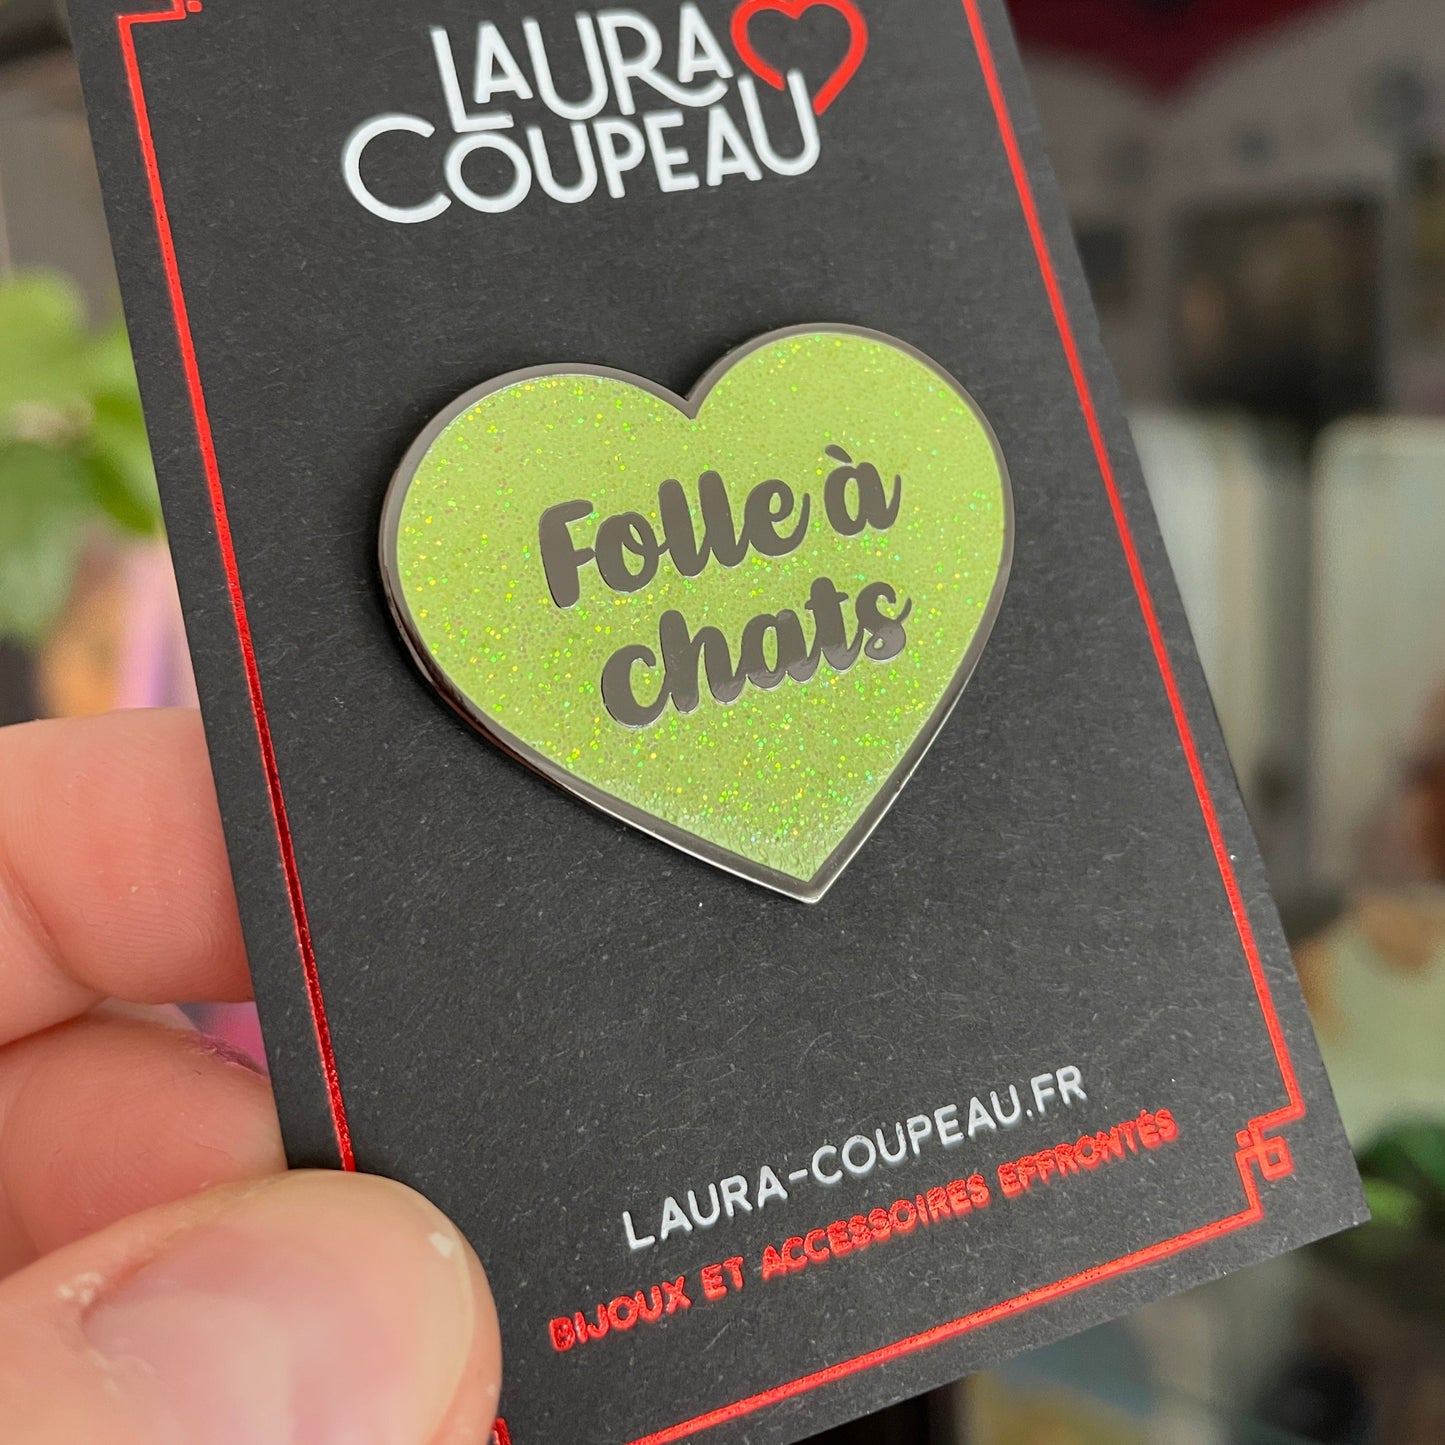 LAURA
COUPEAU
Folle à
chats
LAURA-COUPEAU.FR
BIJOUX ET ACCESSOIRES EFFRONTÉS